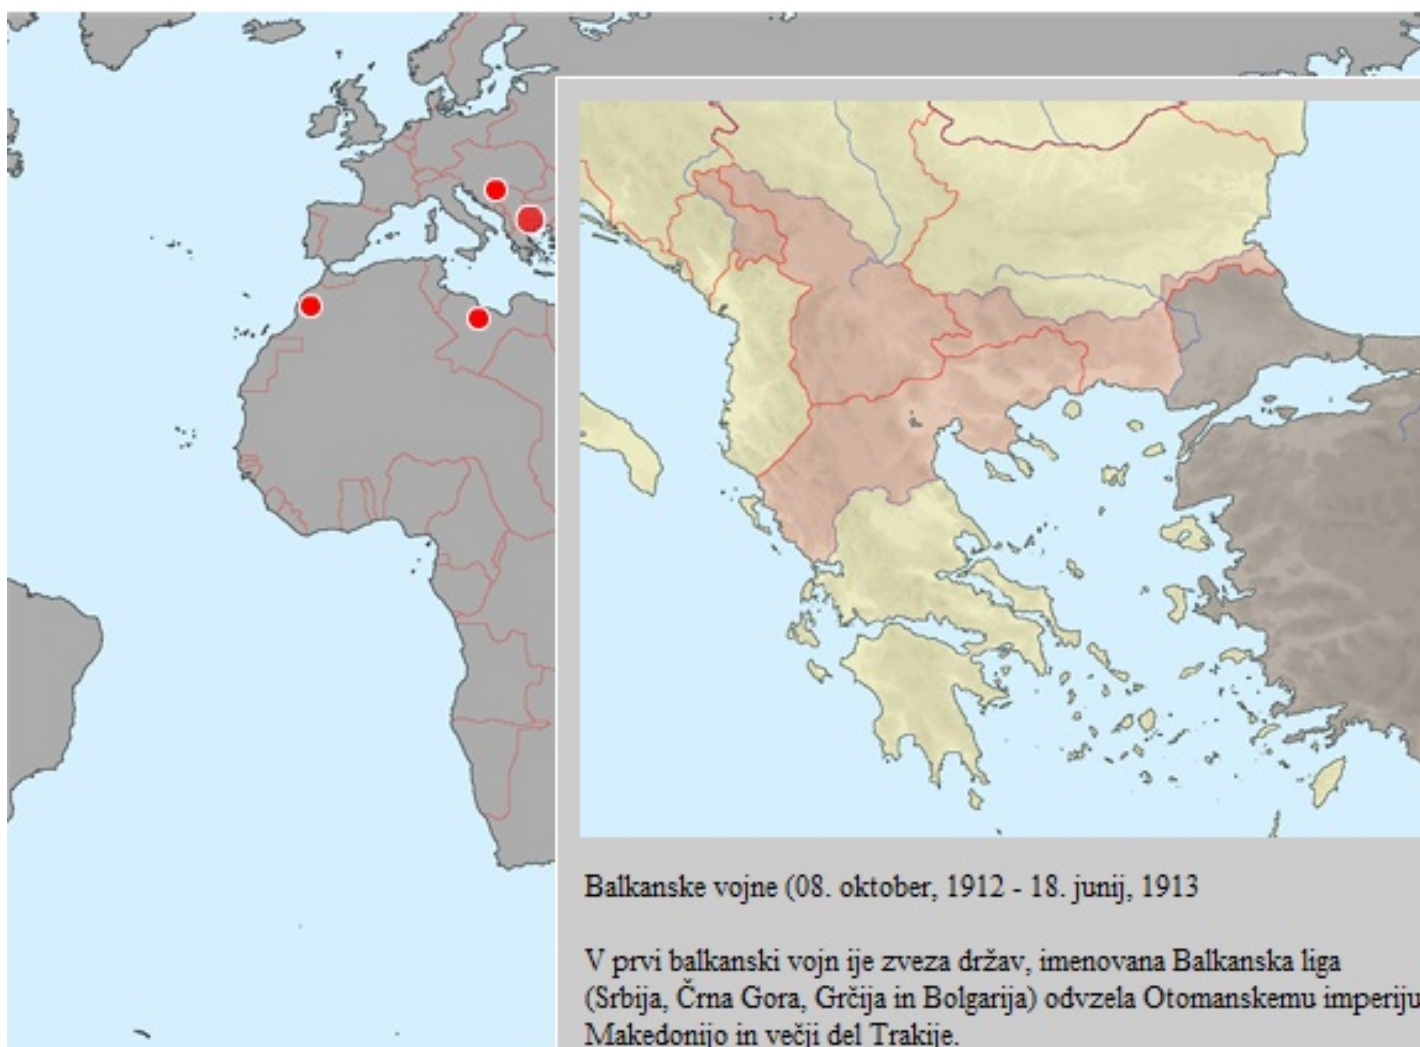 Balkanske vojne (08. oktober, 1912 - 18. junij, 1913
V prvi balkanski vojn ije zveza držav, imenovana Balkanska liga
(Srbija, Črna Gora, Grčija in Bolgarija) odvzela Otomanskemu imperiju
Makedonijo in večji del Trakije.